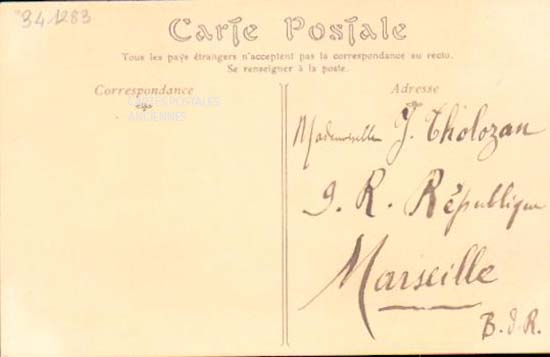 341283
Carte Postale
Tous les pays étrangers n'acceptent pas la correspondance au recto.
Se renseigner à la poste.
Correspondance
CARTES POSTALES
ANCIENNES
Adresse
Mademoiselle J. Tholozan
9. R. République
Marseille
B. d. R.